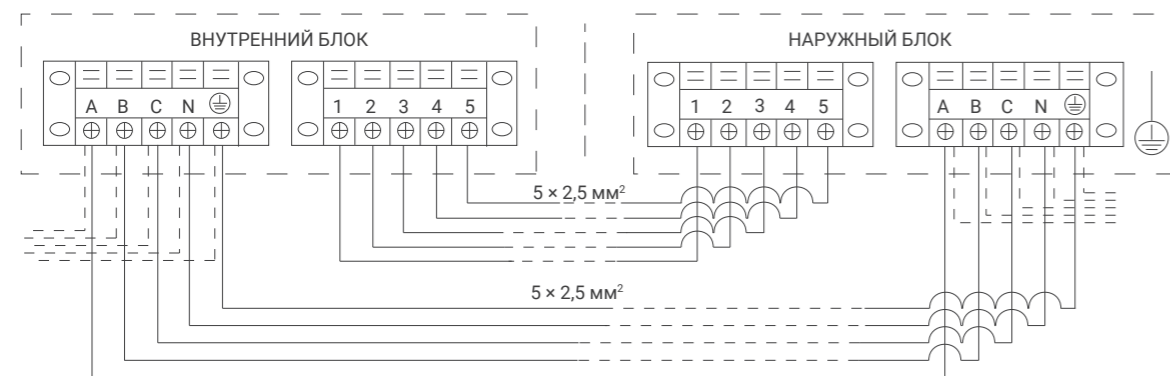 ВНУТРЕННИЙ БЛОК
НАРУЖНЫЙ БЛОК
A B C N
1 2 3 4 5
1 2 3 4 5
A B C N
5 × 2,5 мм²
5 × 2,5 мм²